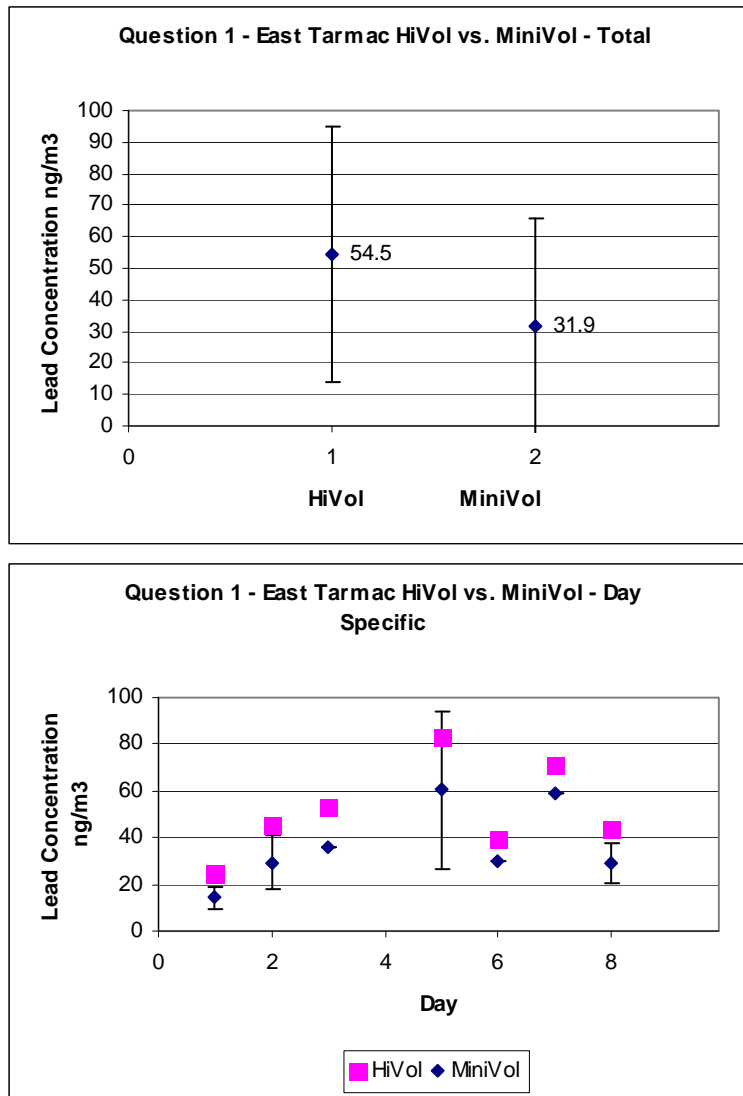 Question 1 - East Tarmac HiVol vs. MiniVol - Total
Lead Concentration ng/m3
100
90
80
70
60
50
40
30
20
10
0
54.5
31.9
0 1 2
HiVol MiniVol
Question 1 - East Tarmac HiVol vs. MiniVol - Day
Specific
Lead Concentration
ng/m3
100
80
60
40
20
0
0 2 4 6 8
Day
HiVol MiniVol